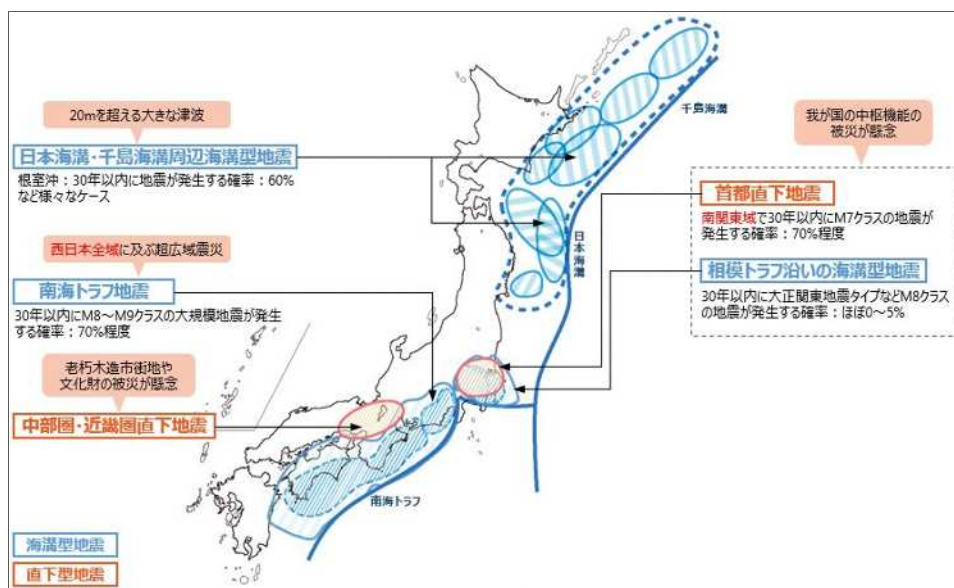 20mを超える大きな津波
日本海溝・千島海溝周辺海溝型地震
根室沖：30年以内に地震が発生する確率：60%
など様々なケース
西日本全域に及ぶ超広域震災
南海トラフ地震
30年以内にM8～M9クラスの大規模地震が発生
する確率：70%程度
老朽木造市街地や
文化財の被災が懸念
中部圏・近畿圏直下地震
海溝型地震
直下型地震
千島海溝
日本海溝
南海トラフ
我が国の中枢機能の
被災が懸念
首都直下地震
南関東域で30年以内にM7クラスの地震が
発生する確率：70%程度
相模トラフ沿いの海溝型地震
30年以内に大正関東地震タイプなどM8クラス
の地震が発生する確率：ほぼ0～5%